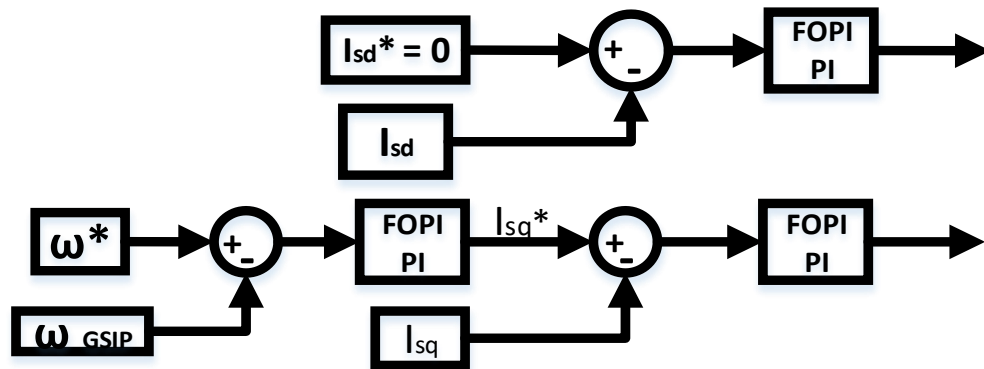 Isd* = 0
+
-
FOPI
PI
Isd
ω*
+
-
FOPI
PI
Isq*
+
-
FOPI
PI
ω GSIP
Isq